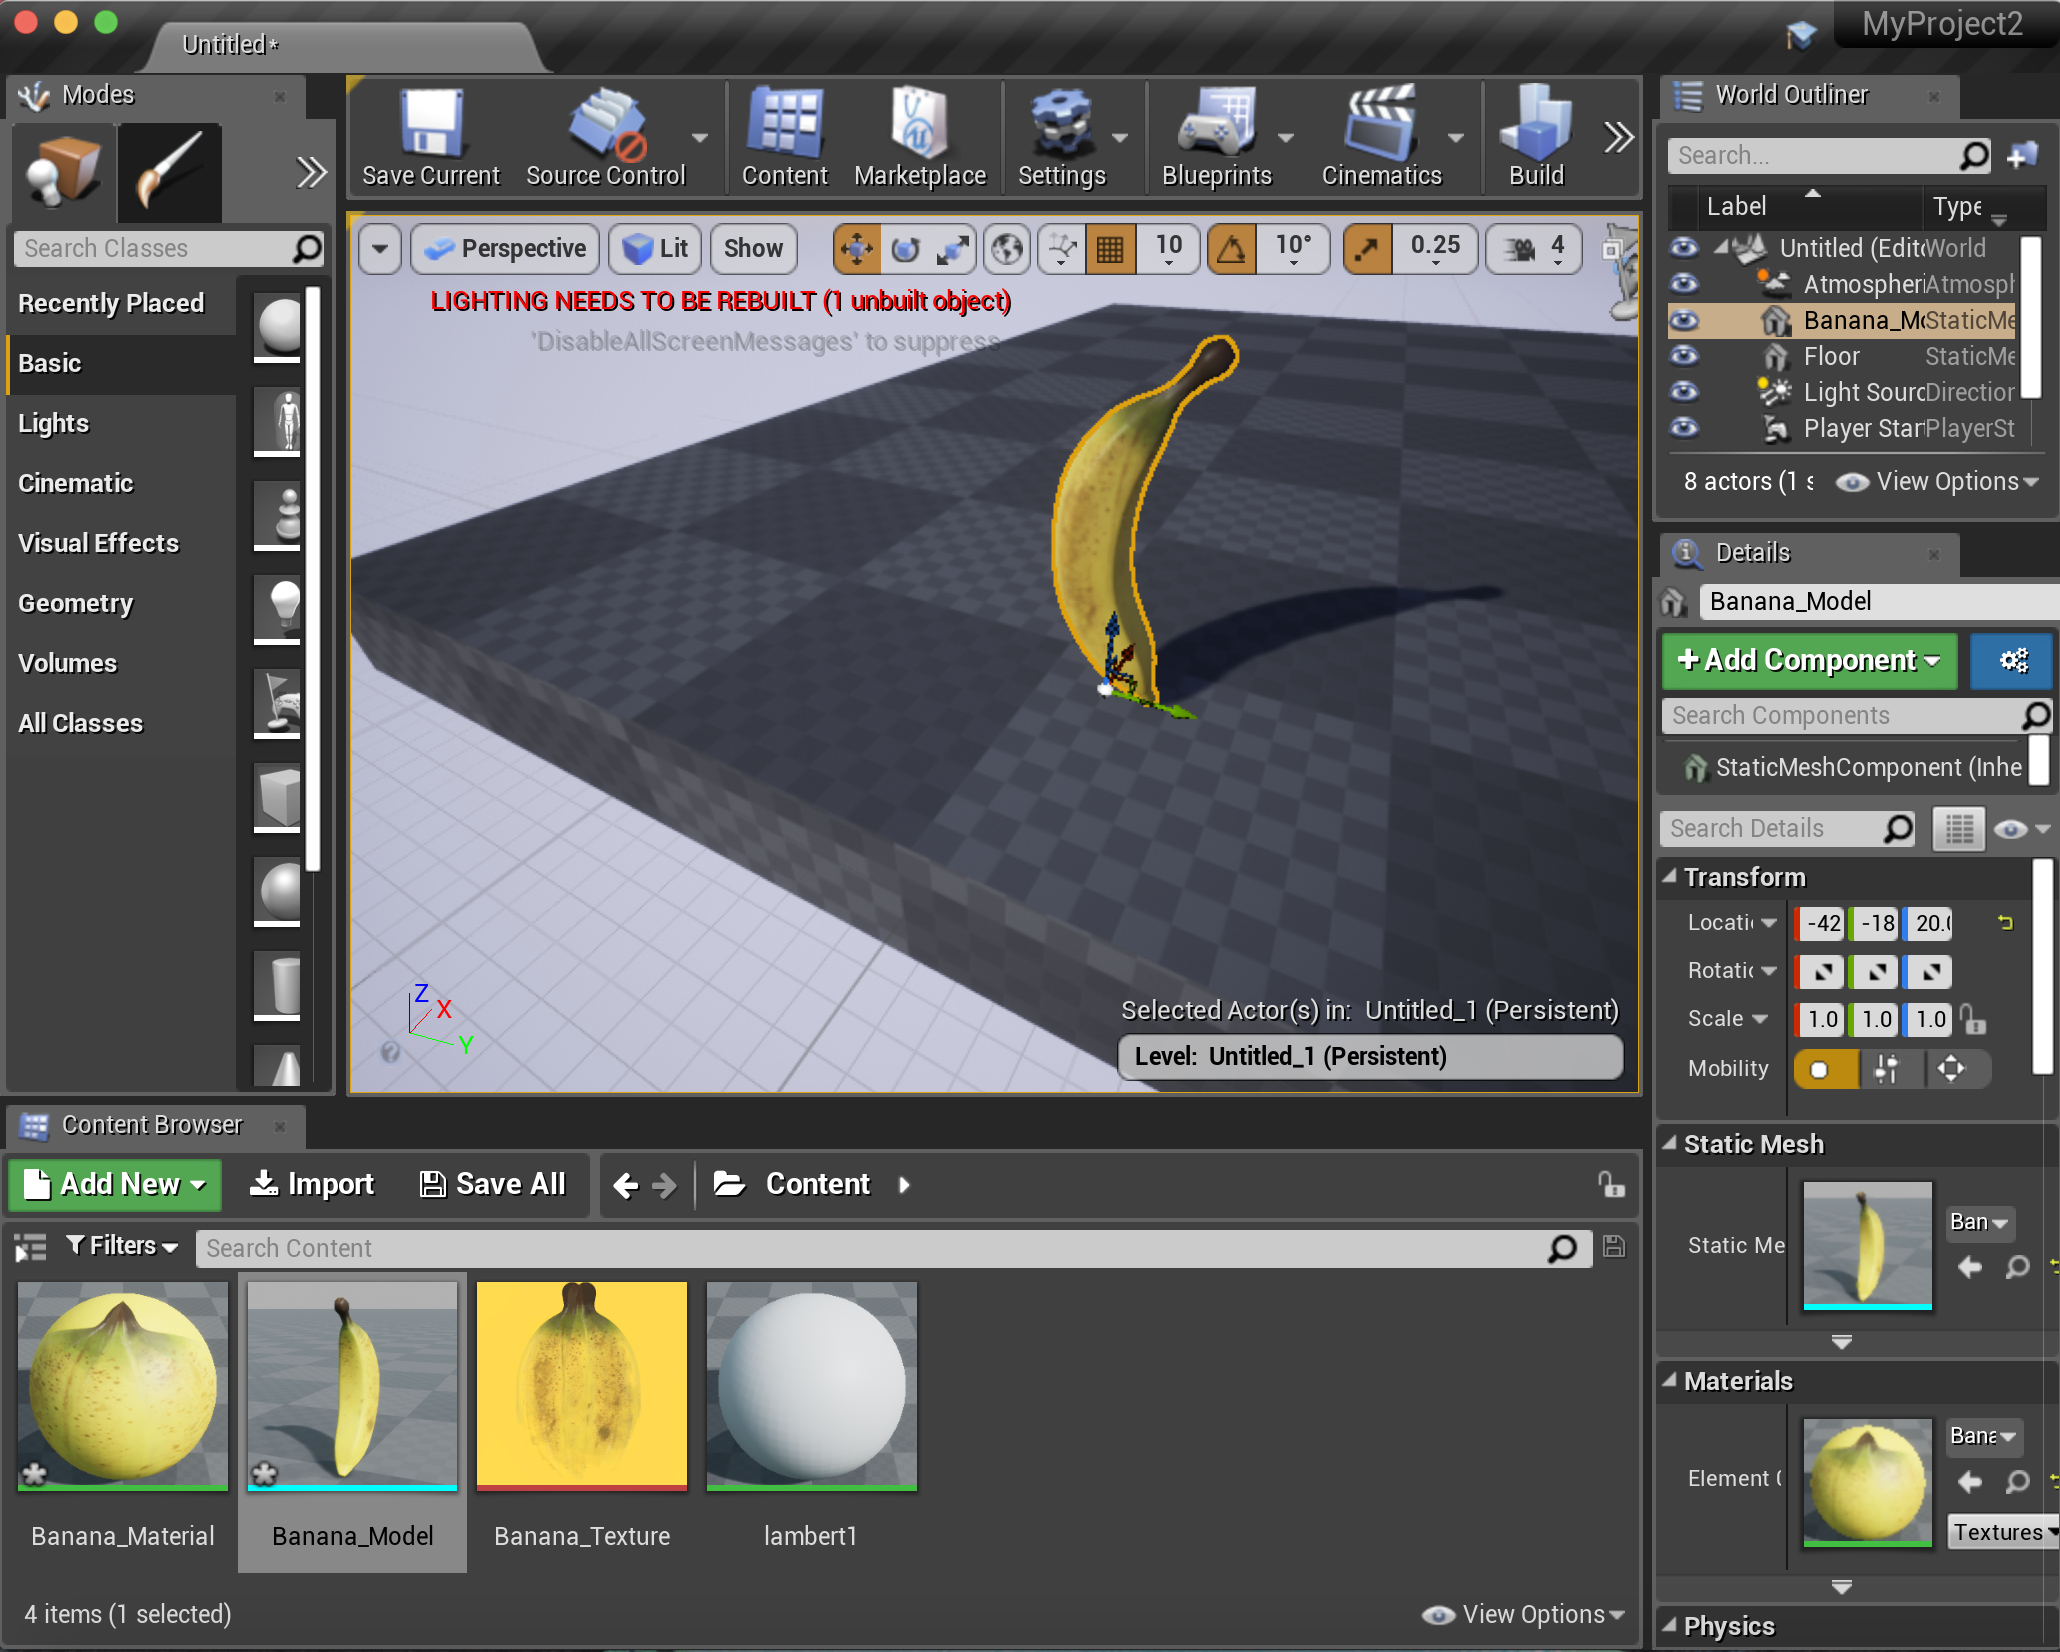 Untitled*
MyProject2
Modes
Search Classes
Recently Placed
Basic
Lights
Cinematic
Visual Effects
Geometry
Volumes
All Classes
Save Current
Source Control
Content
Marketplace
Settings
Blueprints
Cinematics
Build
Perspective
Lit
Show
10
10°
0.25
4
LIGHTING NEEDS TO BE REBUILT (1 unbuilt object)
'DisableAllScreenMessages' to suppress
Z
X
Y
Selected Actor(s) in: Untitled_1 (Persistent)
Level: Untitled_1 (Persistent)
World Outliner
Search...
Label Type
Untitled (Edit World
Atmospheri Atmosph
Banana_Mo StaticMe
Floor StaticMe
Light Sourc Direction
Player Star PlayerSt
8 actors (1 s
View Options
Details
Banana_Model
+ Add Component
Search Components
StaticMeshComponent (Inhe
Search Details
Transform
Locati -42 -18 20.
Rotatic
Scale 1.0 1.0 1.0
Mobility
Static Mesh
Static Me
Ban
Materials
Element
Bana
Textures
Physics
Content Browser
Add New
Import
Save All
Content
Filters
Search Content
Banana_Material
Banana_Model
Banana_Texture
lambert1
4 items (1 selected)
View Options